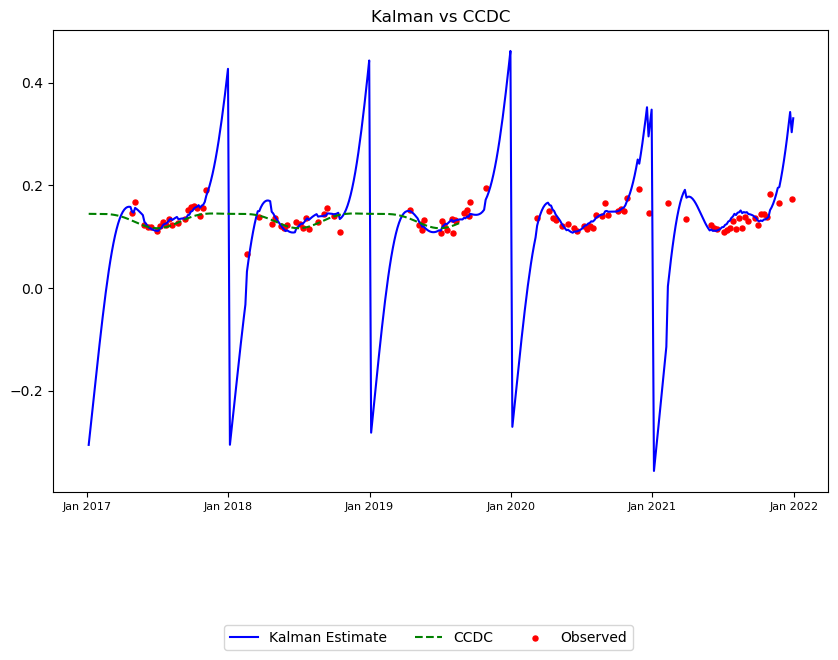 Kalman vs CCDC
0.4
0.2
0.0
−0.2
Jan 2017 Jan 2018 Jan 2019 Jan 2020 Jan 2021 Jan 2022
Kalman Estimate CCDC Observed